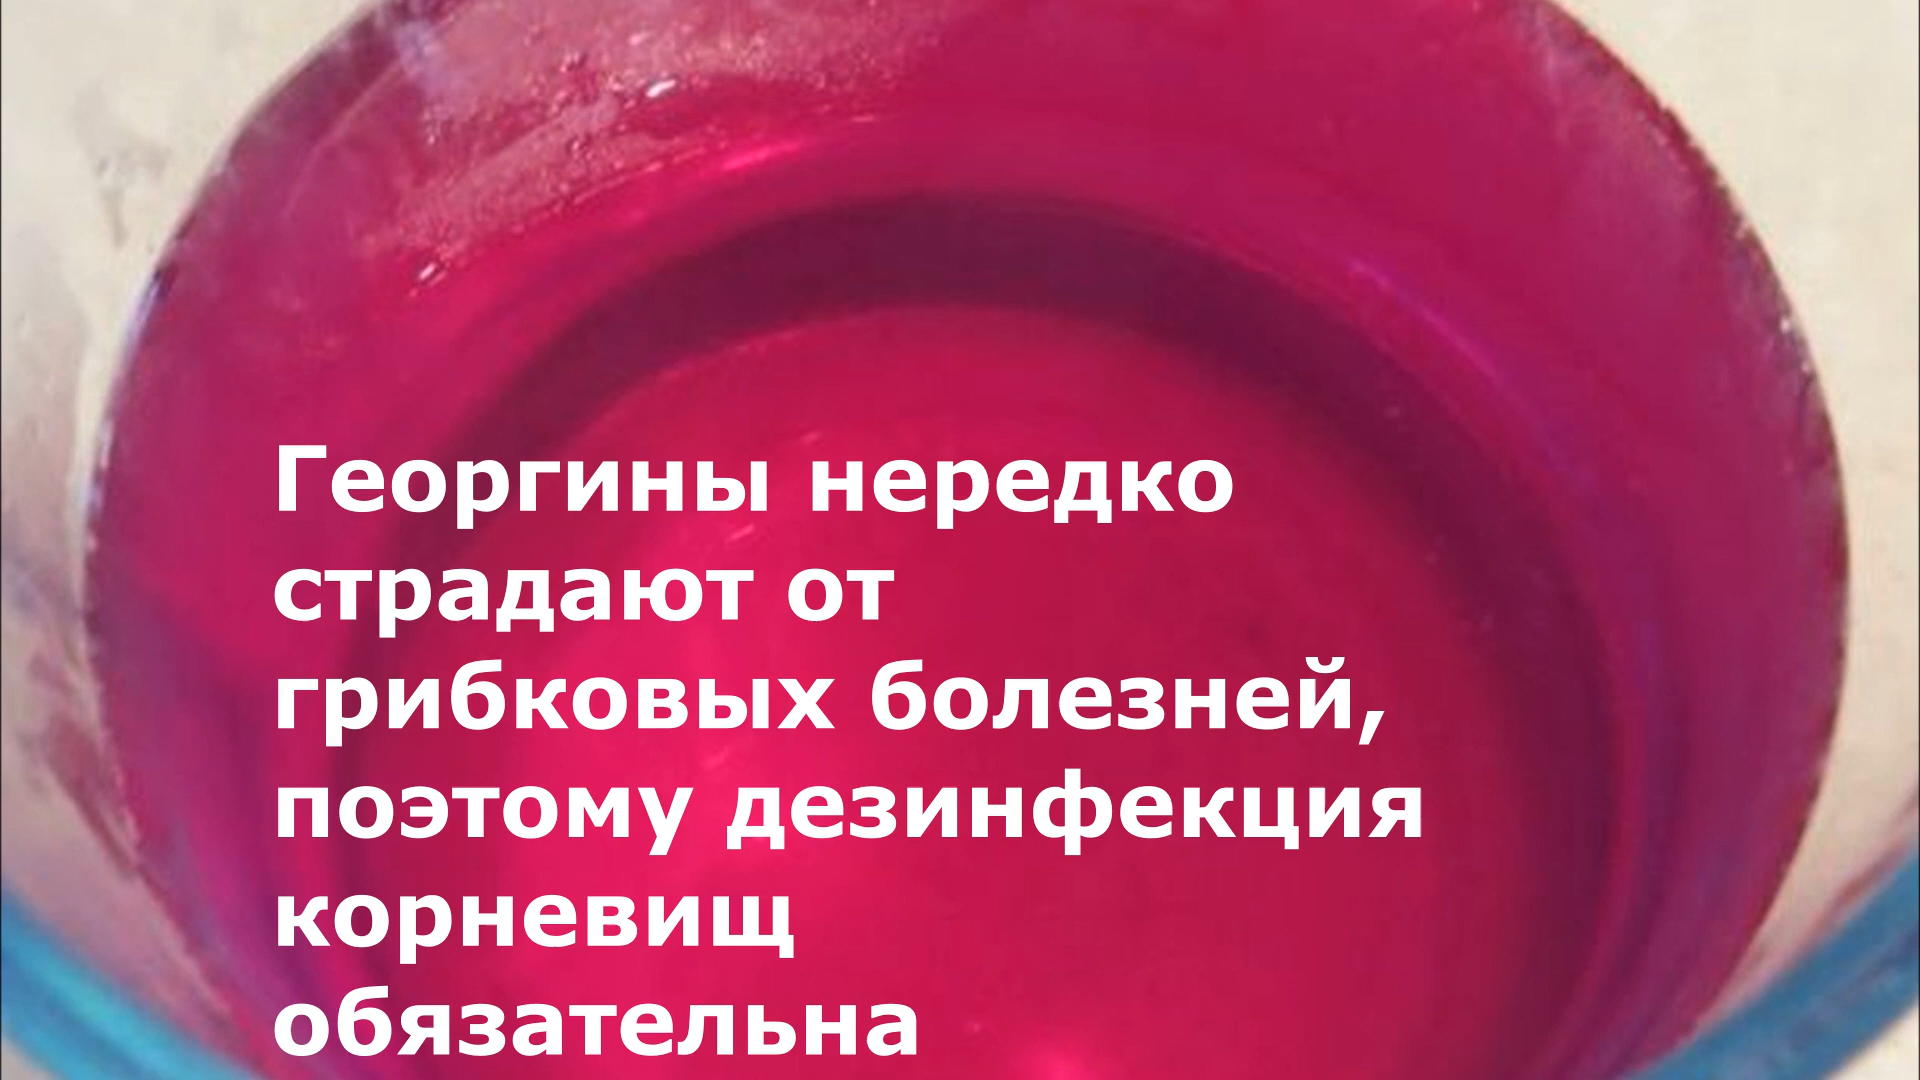 Георгины нередко
страдают от
грибковых болезней,
поэтому дезинфекция
корневищ
обязательна